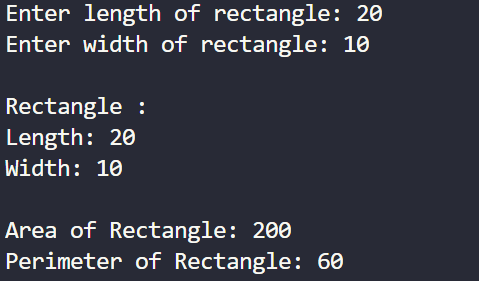 Enter length of rectangle: 20
Enter width of rectangle: 10
Rectangle :
Length: 20
Width: 10
Area of Rectangle: 200
Perimeter of Rectangle: 60